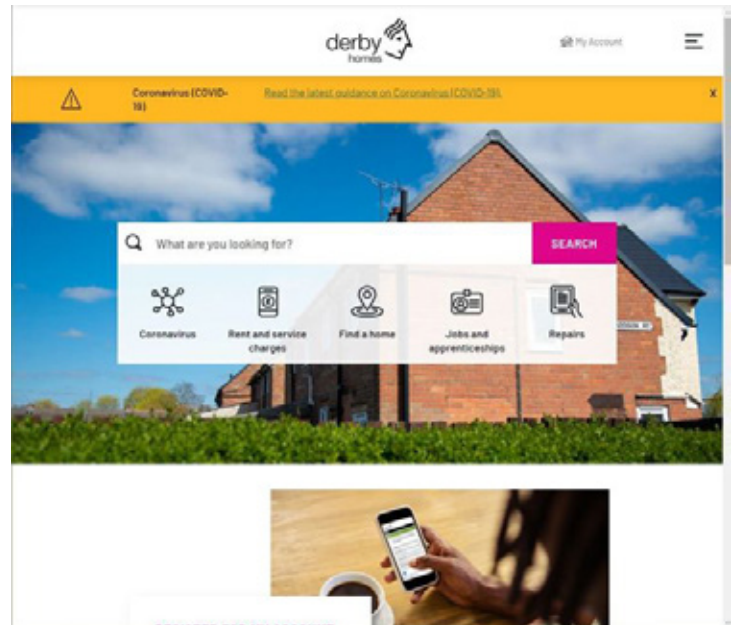 derby
homes
My Account
Coronavirus (COVID-
19)
Read the latest guidance on Coronavirus (COVID-19).
x
What are you looking for?
SEARCH
Coronavirus
Rent and service
charges
Find a home
Jobs and
apprenticeships
Repairs